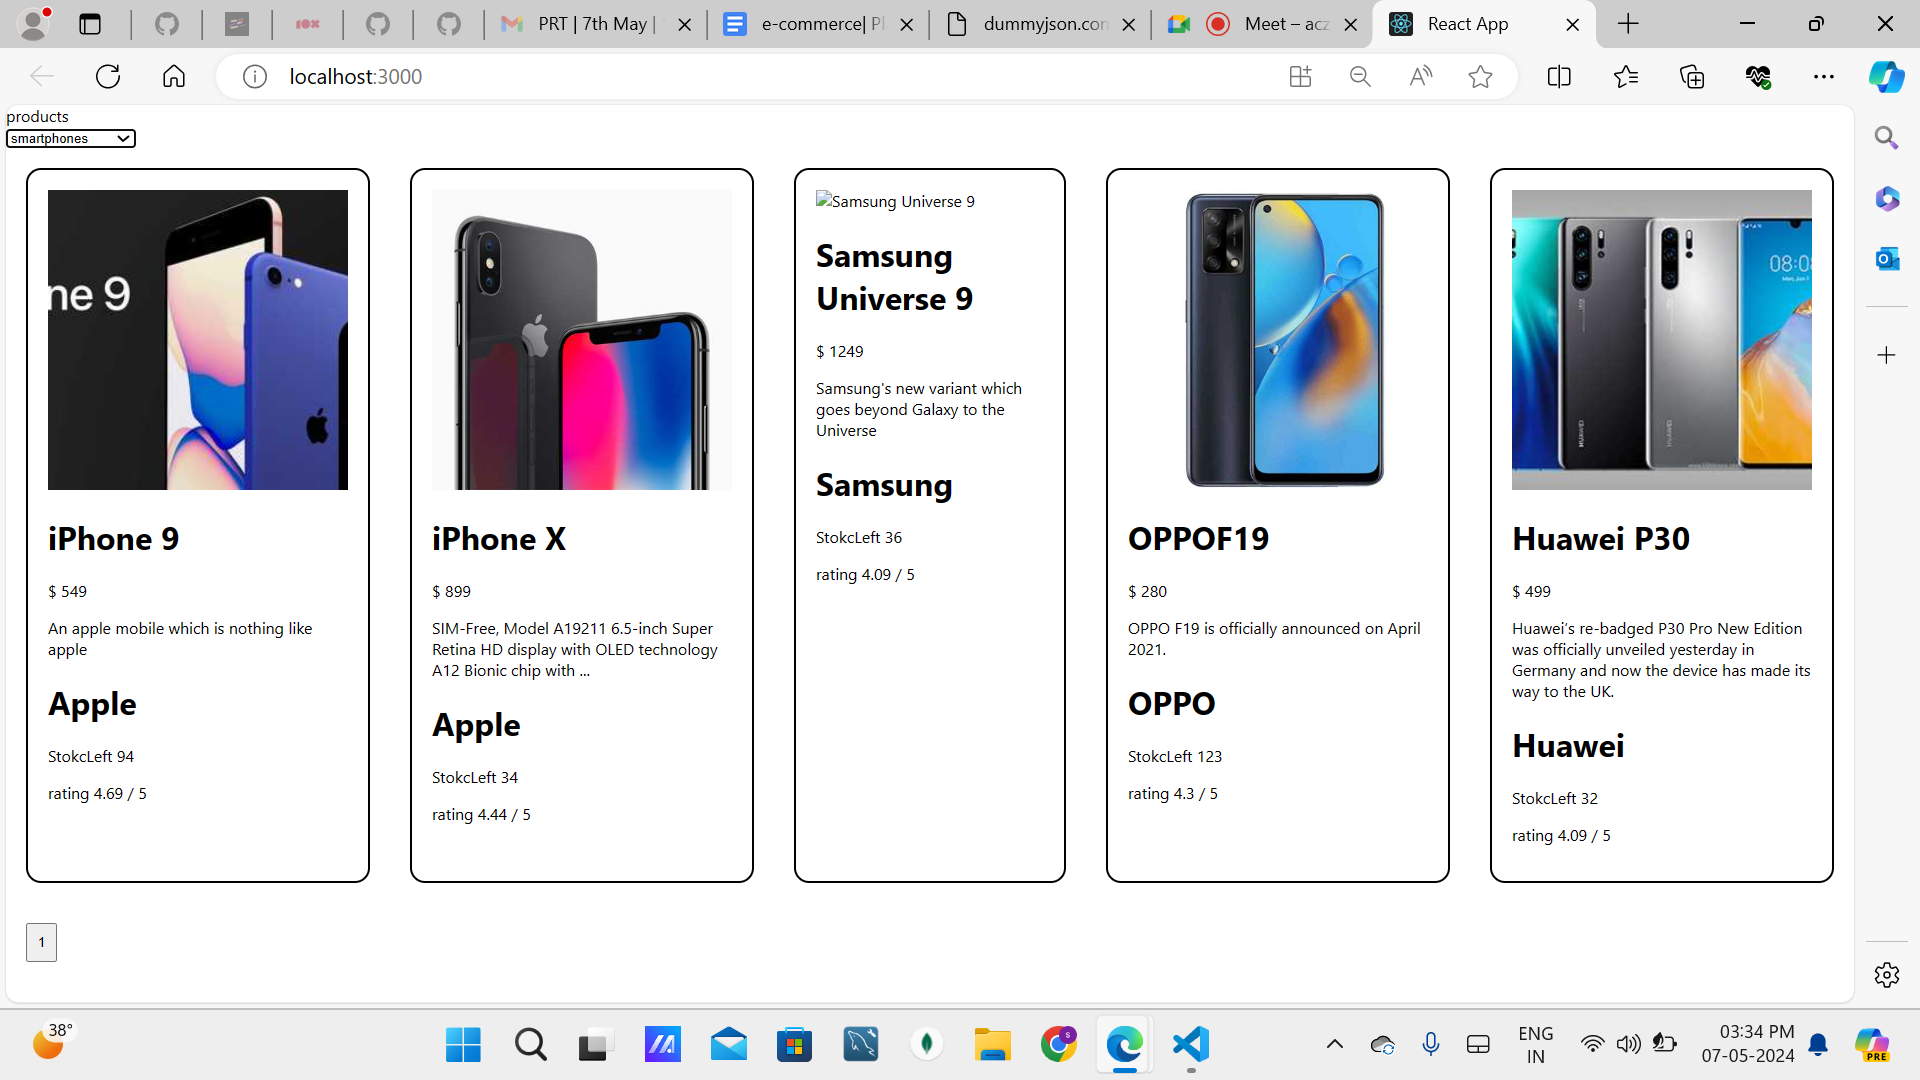 PRT | 7th May |
e-commerce| Pl
dummyjson.con
Meet – acz
React App
localhost:3000
products
smartphones
ne 9
iPhone 9
$ 549
An apple mobile which is nothing like
apple
Apple
StokcLeft 94
rating 4.69 / 5
iPhone X
$ 899
SIM-Free, Model A19211 6.5-inch Super
Retina HD display with OLED technology
A12 Bionic chip with ...
Apple
StokcLeft 34
rating 4.44 / 5
Samsung Universe 9
Samsung
Universe 9
$ 1249
Samsung's new variant which
goes beyond Galaxy to the
Universe
Samsung
StokcLeft 36
rating 4.09 / 5
OPPOF19
$ 280
OPPO F19 is officially announced on April
2021.
OPPO
StokcLeft 123
rating 4.3 / 5
08:08
HUAWEI
HUAWEI
Huawei P30
$ 499
Huawei’s re-badged P30 Pro New Edition
was officially unveiled yesterday in
Germany and now the device has made its
way to the UK.
Huawei
StokcLeft 32
rating 4.09 / 5
1
38°
ENG
IN
03:34 PM
07-05-2024
PRE